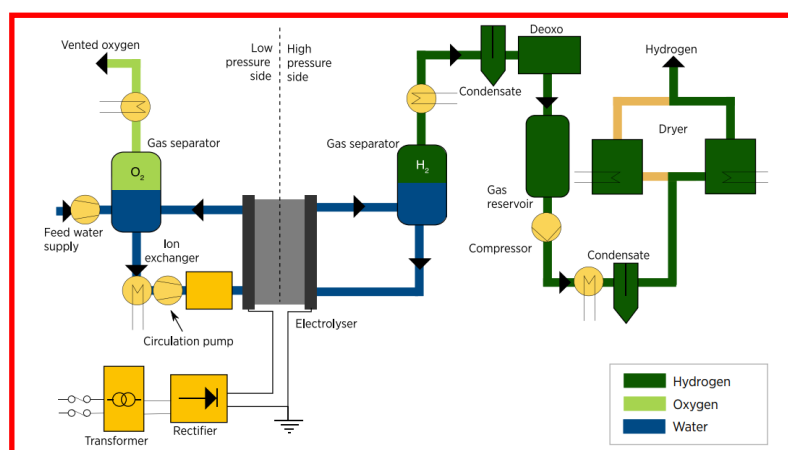 Vented oxygen
Low
pressure
side
High
pressure
side
Deoxo
Hydrogen
Condensate
Gas separator
Gas separator
Dryer
O2
H2
Gas
reservoir
Feed water
supply
Ion
exchanger
Compressor
Condensate
Circulation pump
Electrolyser
Transformer
Rectifier
Hydrogen
Oxygen
Water